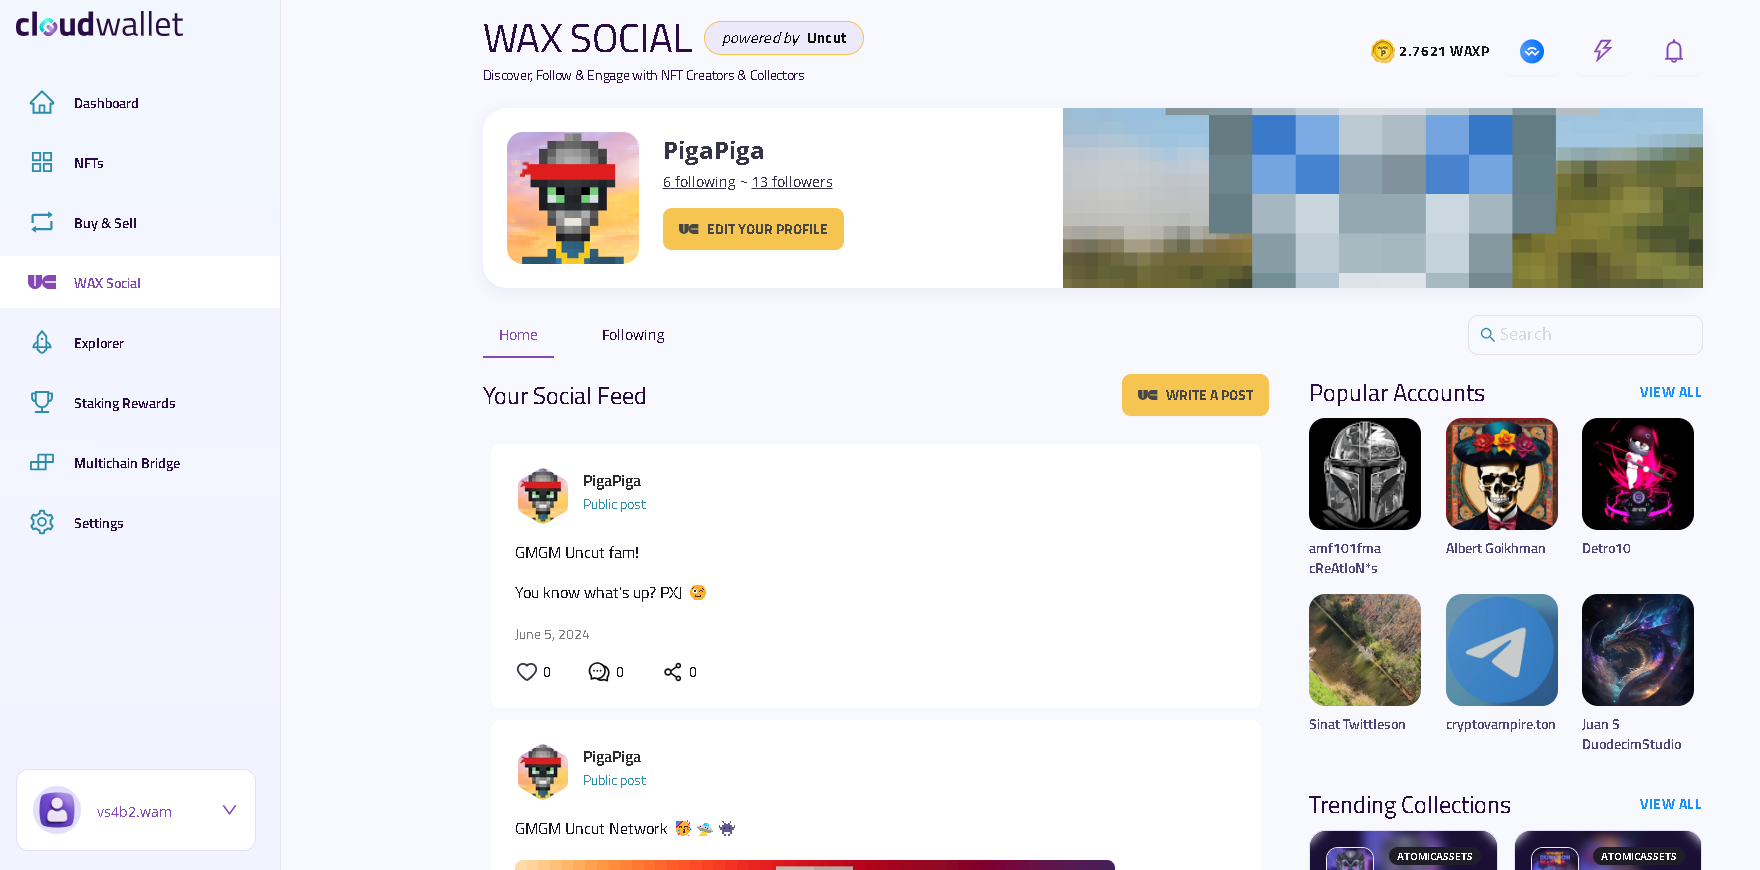 cloudwallet
Dashboard
NFTs
Buy & Sell
UC WAX Social
Explorer
Staking Rewards
Multichain Bridge
Settings
vs4b2.wam
WAX SOCIAL powered by Uncut
Discover, Follow & Engage with NFT Creators & Collectors
2.7621 WAXP
PigaPiga
6 following ~ 13 followers
UC EDIT YOUR PROFILE
Home Following
Search
Your Social Feed
UC WRITE A POST
PigaPiga
Public post
GMGM Uncut fam!
You know what's up? PXJ 🧐
June 5, 2024
0 0 0
PigaPiga
Public post
GMGM Uncut Network 🥳 🛸 👾
Popular Accounts VIEW ALL
amf101fma
cReAtIoN*s
Albert Goikhman
Detro10
Sinat Twittleson
cryptovampire.ton
Juan S
DuodecimStudio
Trending Collections VIEW ALL
ATOMICASSETS
ATOMICASSETS